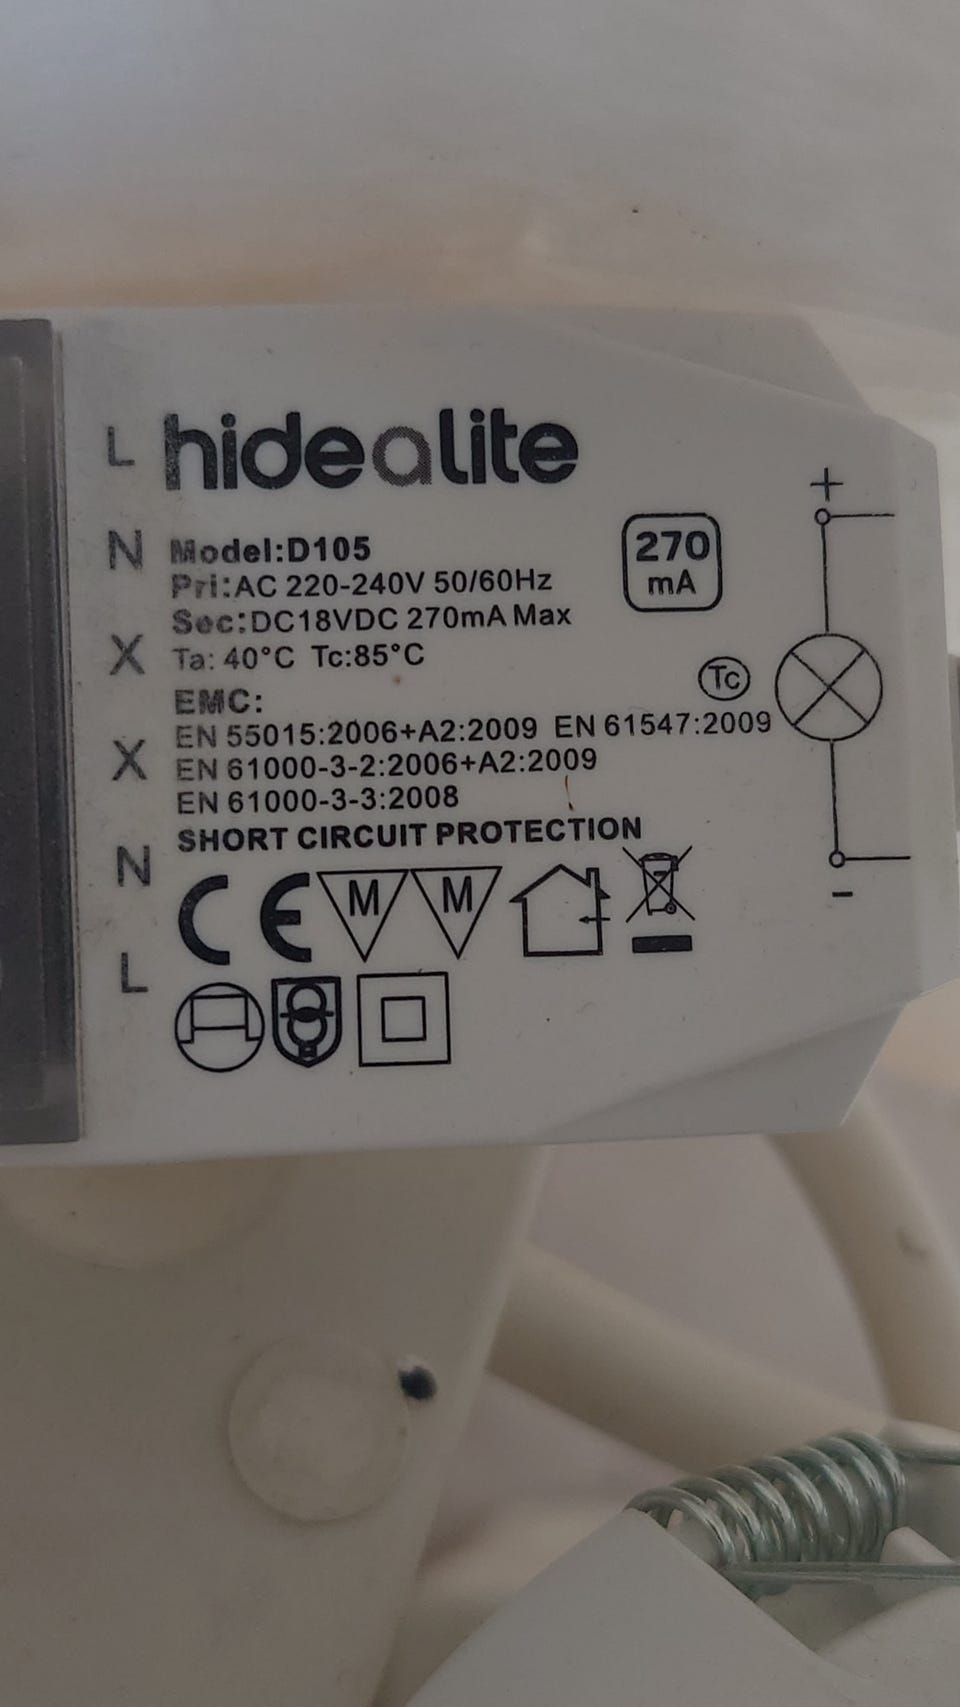 L
N
X
X
N
L
hidealite
Model:D105
Pri:AC 220-240V 50/60Hz
Sec:DC18VDC 270mA Max
Ta: 40°C Tc:85°C
EMC:
EN 55015:2006+A2:2009 EN 61547:2009
EN 61000-3-2:2006+A2:2009
EN 61000-3-3:2008
SHORT CIRCUIT PROTECTION
CE M M
270
mA
Tc
+
-